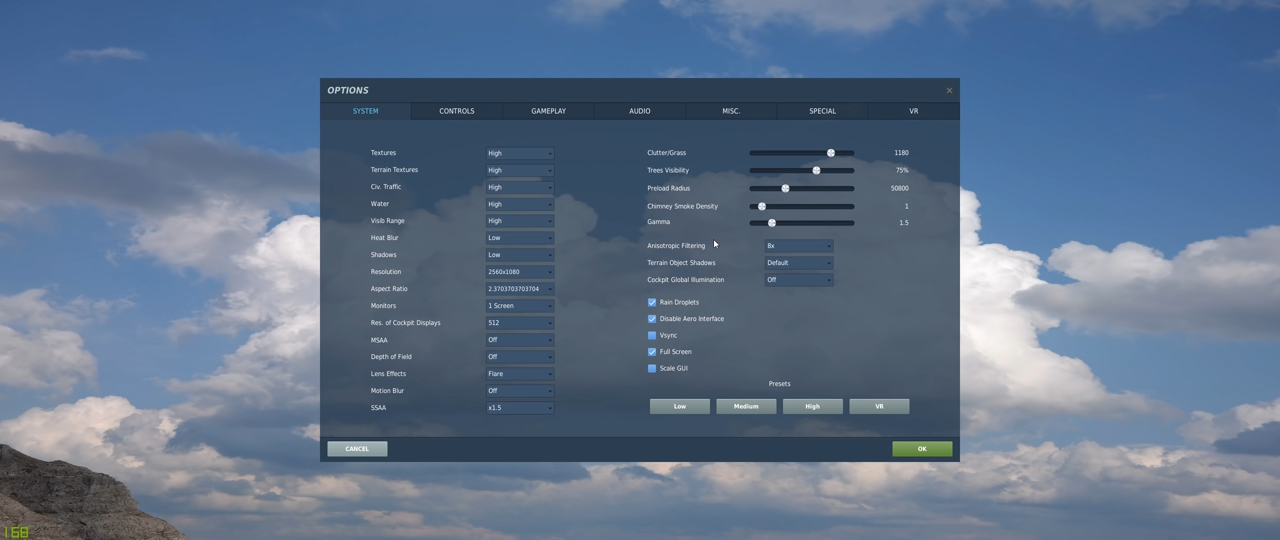 OPTIONS
SYSTEM CONTROLS GAMEPLAY AUDIO MISC. SPECIAL VR
Textures High
Terrain Textures High
Civ. Traffic High
Water High
Visib Range High
Heat Blur Low
Shadows Low
Resolution 2560x1080
Aspect Ratio 2.3703703703704
Monitors 1 Screen
Res. of Cockpit Displays 512
MSAA Off
Depth of Field Off
Lens Effects Flare
Motion Blur Off
SSAA x1.5
Clutter/Grass 1180
Trees Visibility 75%
Preload Radius 50800
Chimney Smoke Density 1
Gamma 1.5
Anisotropic Filtering 8x
Terrain Object Shadows Default
Cockpit Global Illumination Off
Rain Droplets
Disable Aero Interface
Vsync
Full Screen
Scale GUI
Presets
Low Medium High VR
CANCEL OK
168